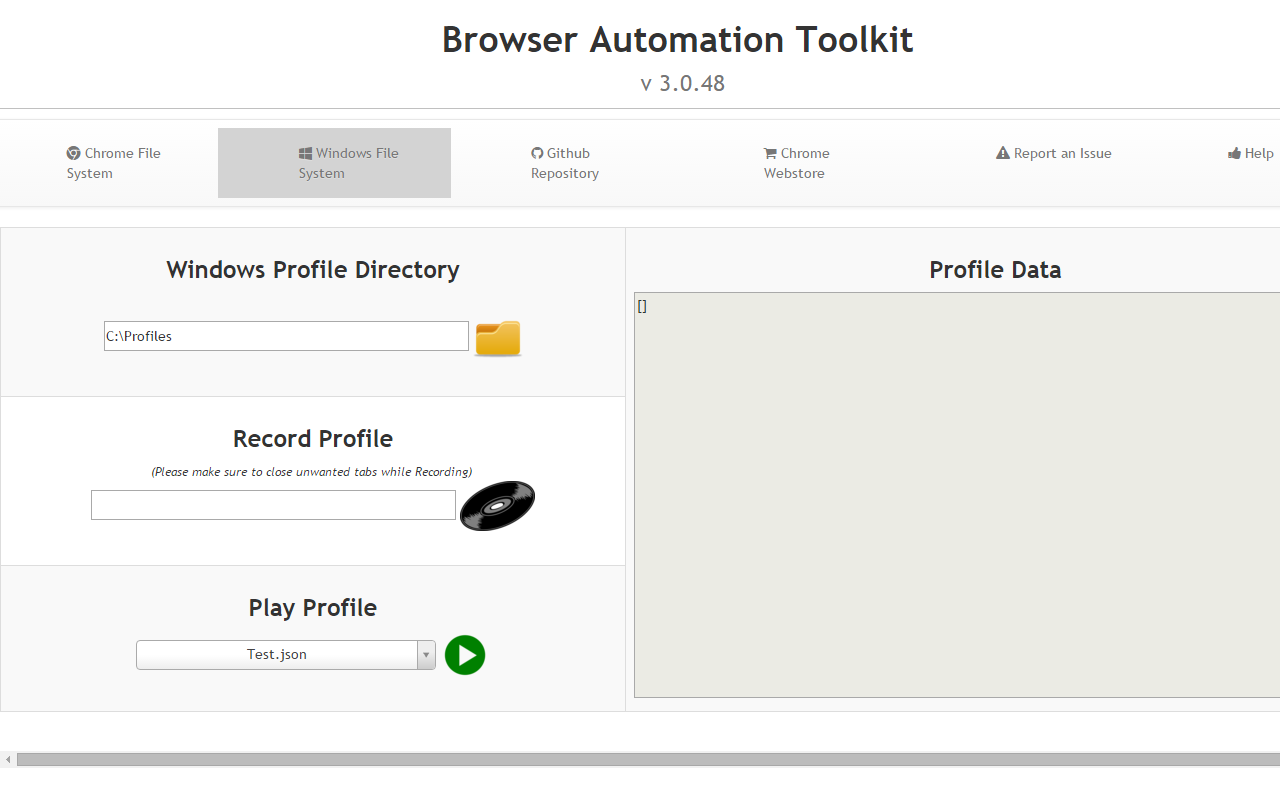 Browser Automation Toolkit
v 3.0.48
Chrome File
System
Windows File
System
Github
Repository
Chrome
Webstore
Report an Issue
Help
Windows Profile Directory
C:\Profiles
Record Profile
(Please make sure to close unwanted tabs while Recording)
Play Profile
Test.json
Profile Data
[]